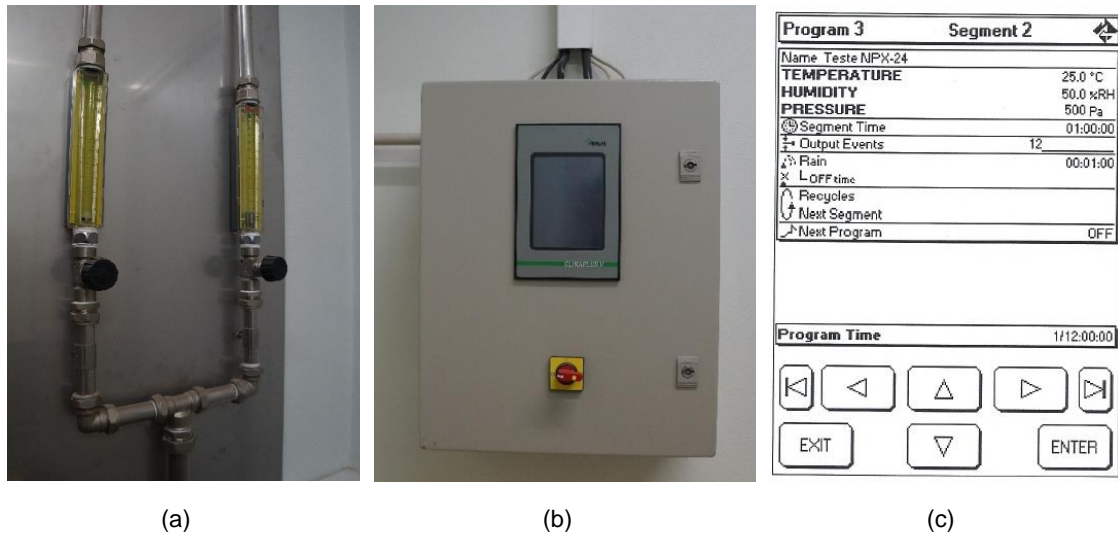 Program 3 Segment 2
Name Teste NPX-24
TEMPERATURE 25.0 °C
HUMIDITY 50.0 %RH
PRESSURE 500 Pa
Segment Time 01:00:00
Output Events 12
Rain 00:01:00
L OFF time
Recycles
Next Segment
Next Program OFF
Program Time 1/12:00:00
EXIT ENTER
(a) (b) (c)